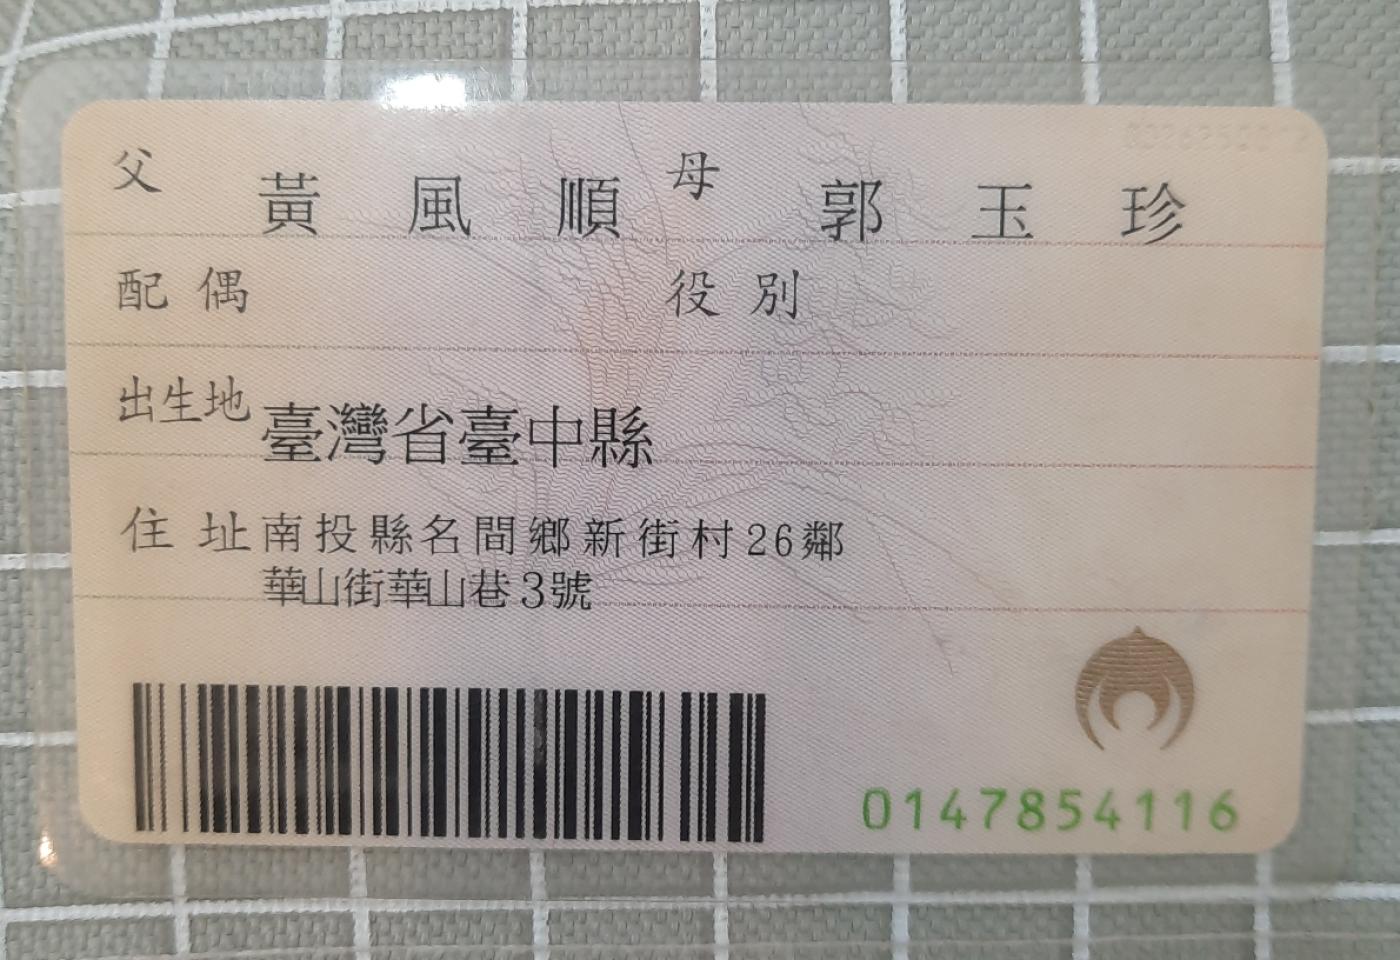 父 黃風順 母 郭玉珍
配偶 役別
出生地 臺灣省臺中縣
住址 南投縣名間鄉新街村26鄰
華山街華山巷3號
0147854116